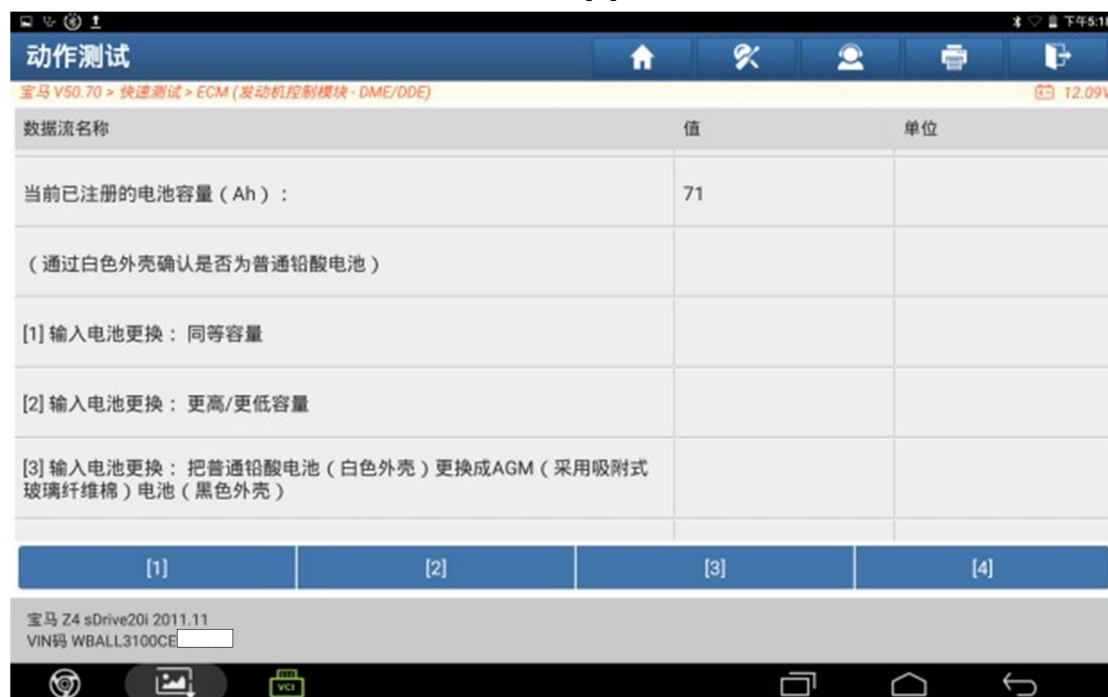 下午5:18
动作测试
宝马 V50.70 > 快速测试 > ECM (发动机控制模块 - DME/DDE)
12.09V
数据流名称 值 单位
当前已注册的电池容量 ( Ah ) : 71
( 通过白色外壳确认是否为普通铅酸电池 )
[1] 输入电池更换 : 同等容量
[2] 输入电池更换 : 更高/更低容量
[3] 输入电池更换 : 把普通铅酸电池 ( 白色外壳 ) 更换成AGM ( 采用吸附式
玻璃纤维棉 ) 电池 ( 黑色外壳 )
[1] [2] [3] [4]
宝马 Z4 sDrive20i 2011.11
VIN码 WBALL3100CE
VCI